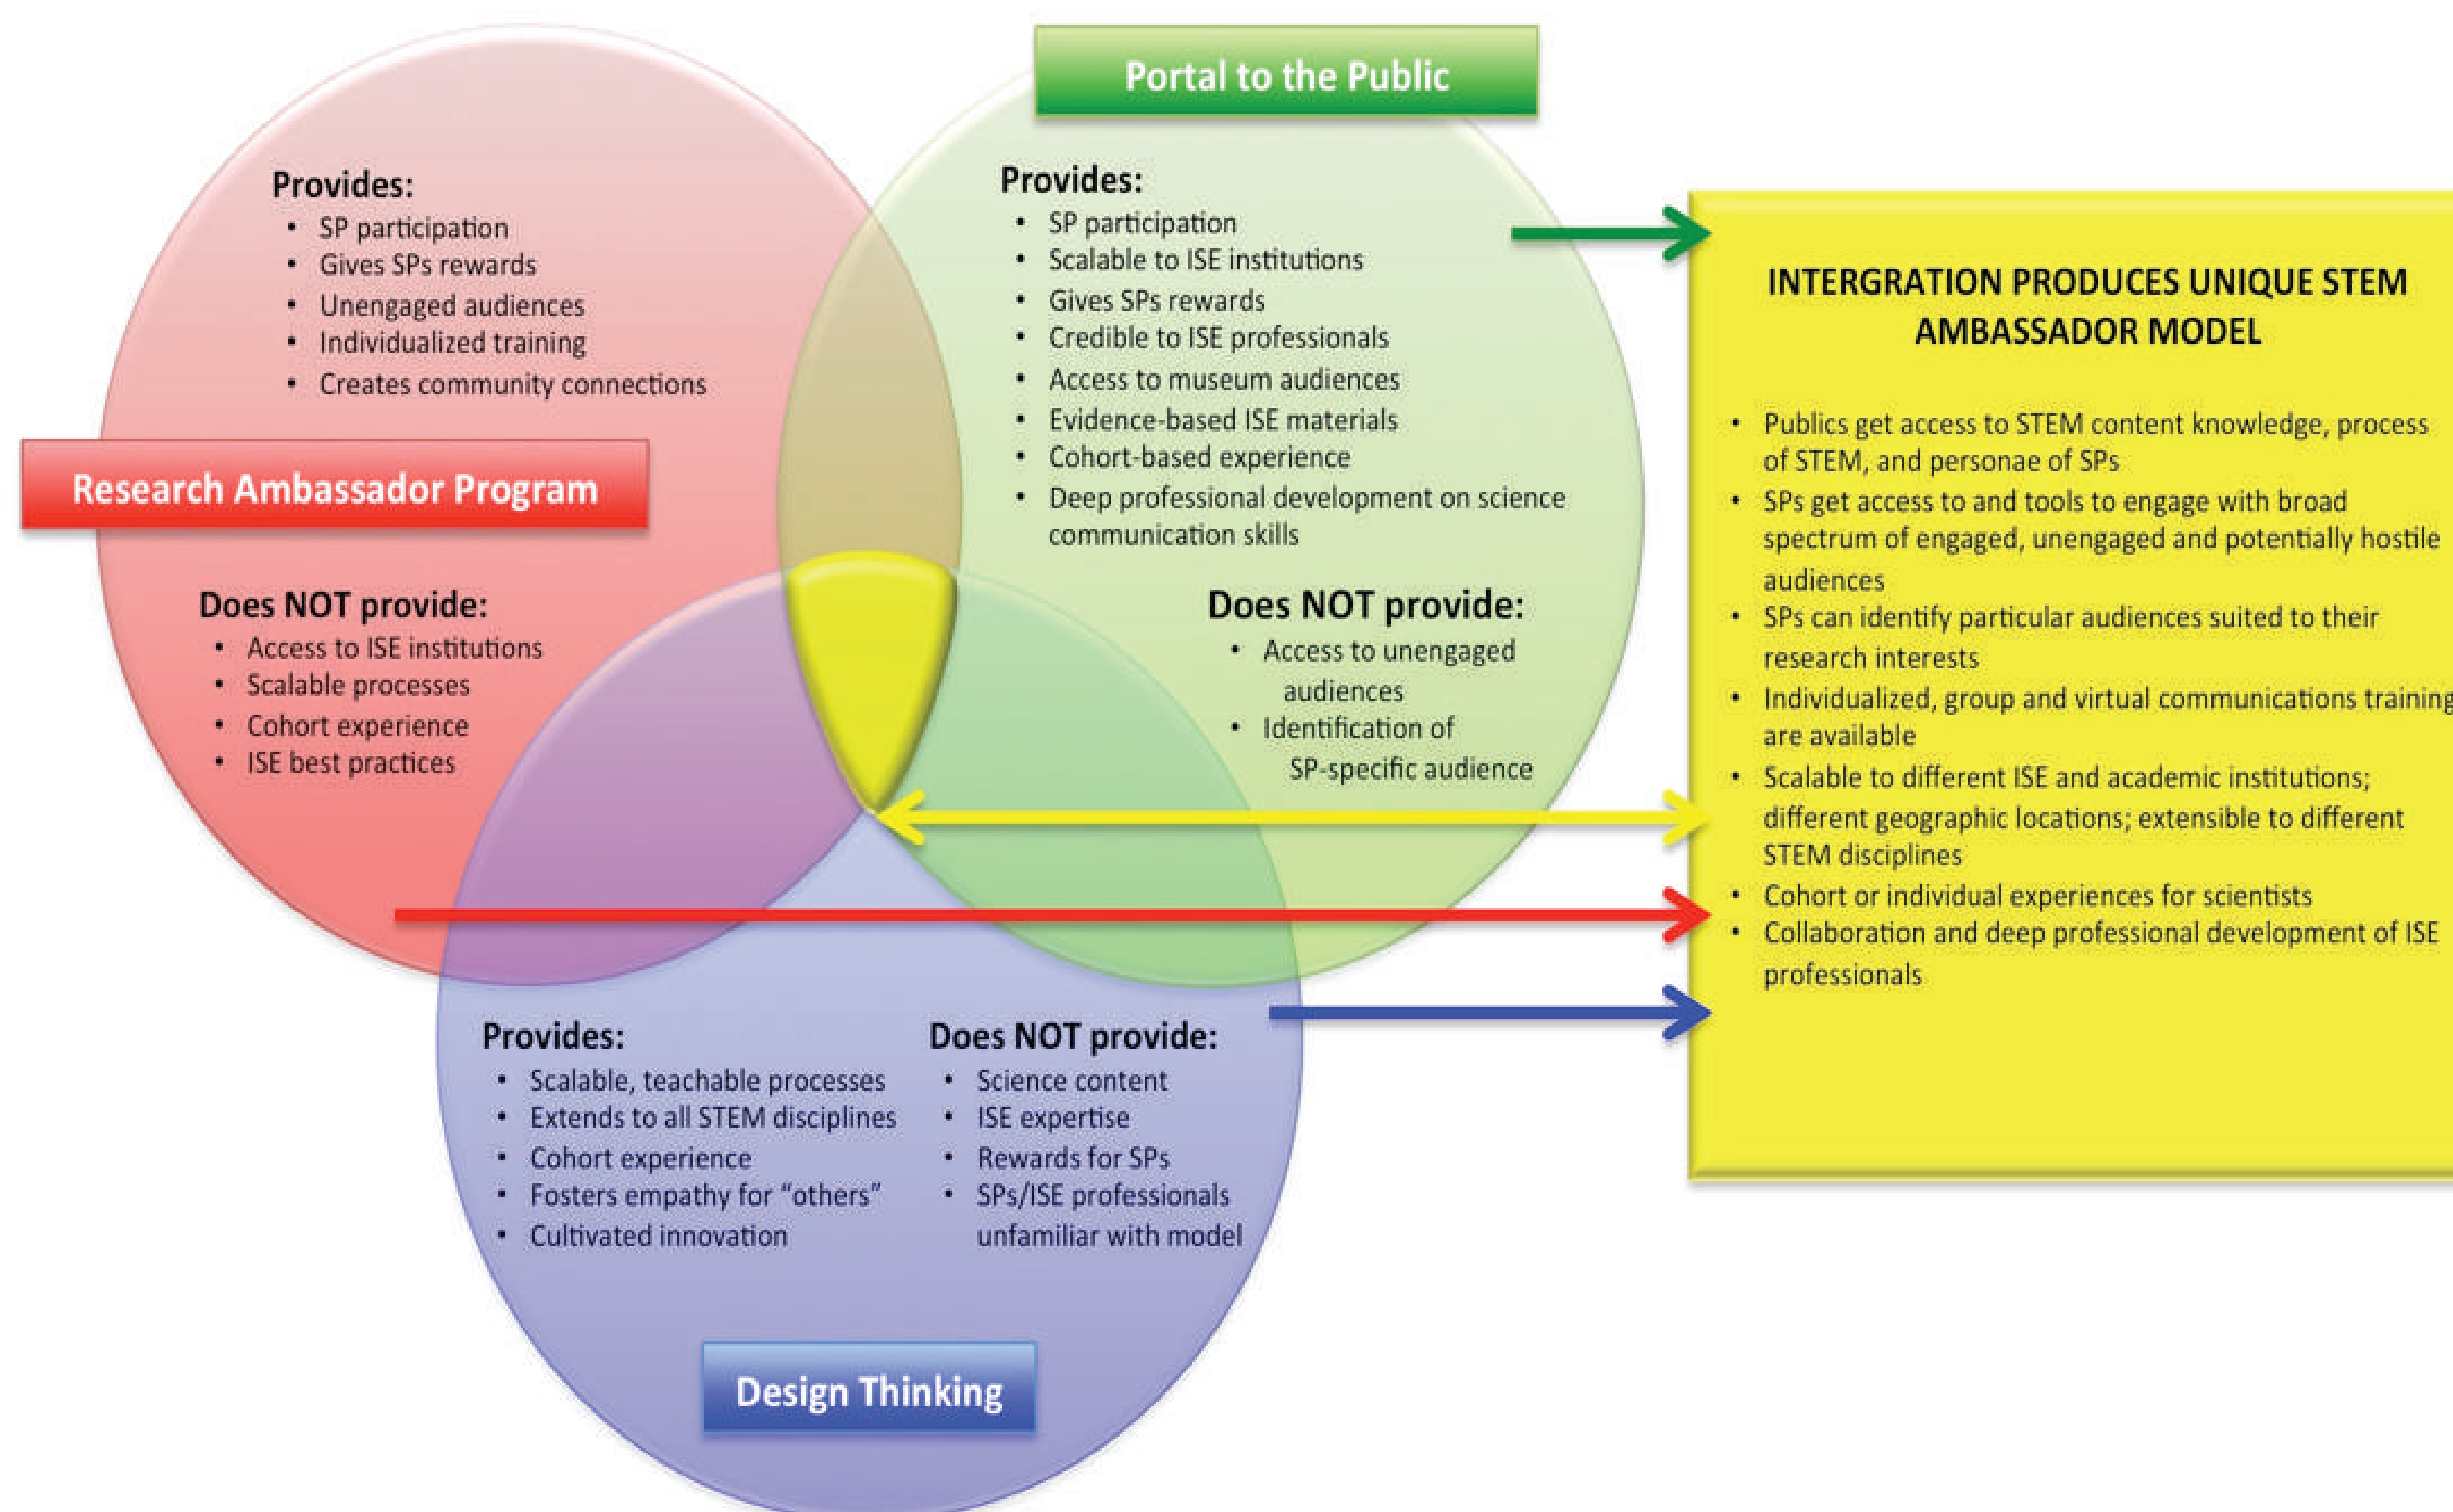 Portal to the Public
Provides:
• SP participation
• Gives SPs rewards
• Unengaged audiences
• Individualized training
• Creates community connections
Research Ambassador Program
Does NOT provide:
• Access to ISE institutions
• Scalable processes
• Cohort experience
• ISE best practices
Provides:
• SP participation
• Scalable to ISE institutions
• Gives SPs rewards
• Credible to ISE professionals
• Access to museum audiences
• Evidence-based ISE materials
• Cohort-based experience
• Deep professional development on science
communication skills
Does NOT provide:
• Access to unengaged
audiences
• Identification of
SP-specific audience
Provides:
• Scalable, teachable processes
• Extends to all STEM disciplines
• Cohort experience
• Fosters empathy for “others”
• Cultivated innovation
Does NOT provide:
• Science content
• ISE expertise
• Rewards for SPs
• SPs/ISE professionals
unfamiliar with model
Design Thinking
INTERGRATION PRODUCES UNIQUE STEM
AMBASSADOR MODEL
• Publics get access to STEM content knowledge, process
of STEM, and personae of SPs
• SPs get access to and tools to engage with broad
spectrum of engaged, unengaged and potentially hostile
audiences
• SPs can identify particular audiences suited to their
research interests
• Individualized, group and virtual communications training
are available
• Scalable to different ISE and academic institutions;
different geographic locations; extensible to different
STEM disciplines
• Cohort or individual experiences for scientists
• Collaboration and deep professional development of ISE
professionals